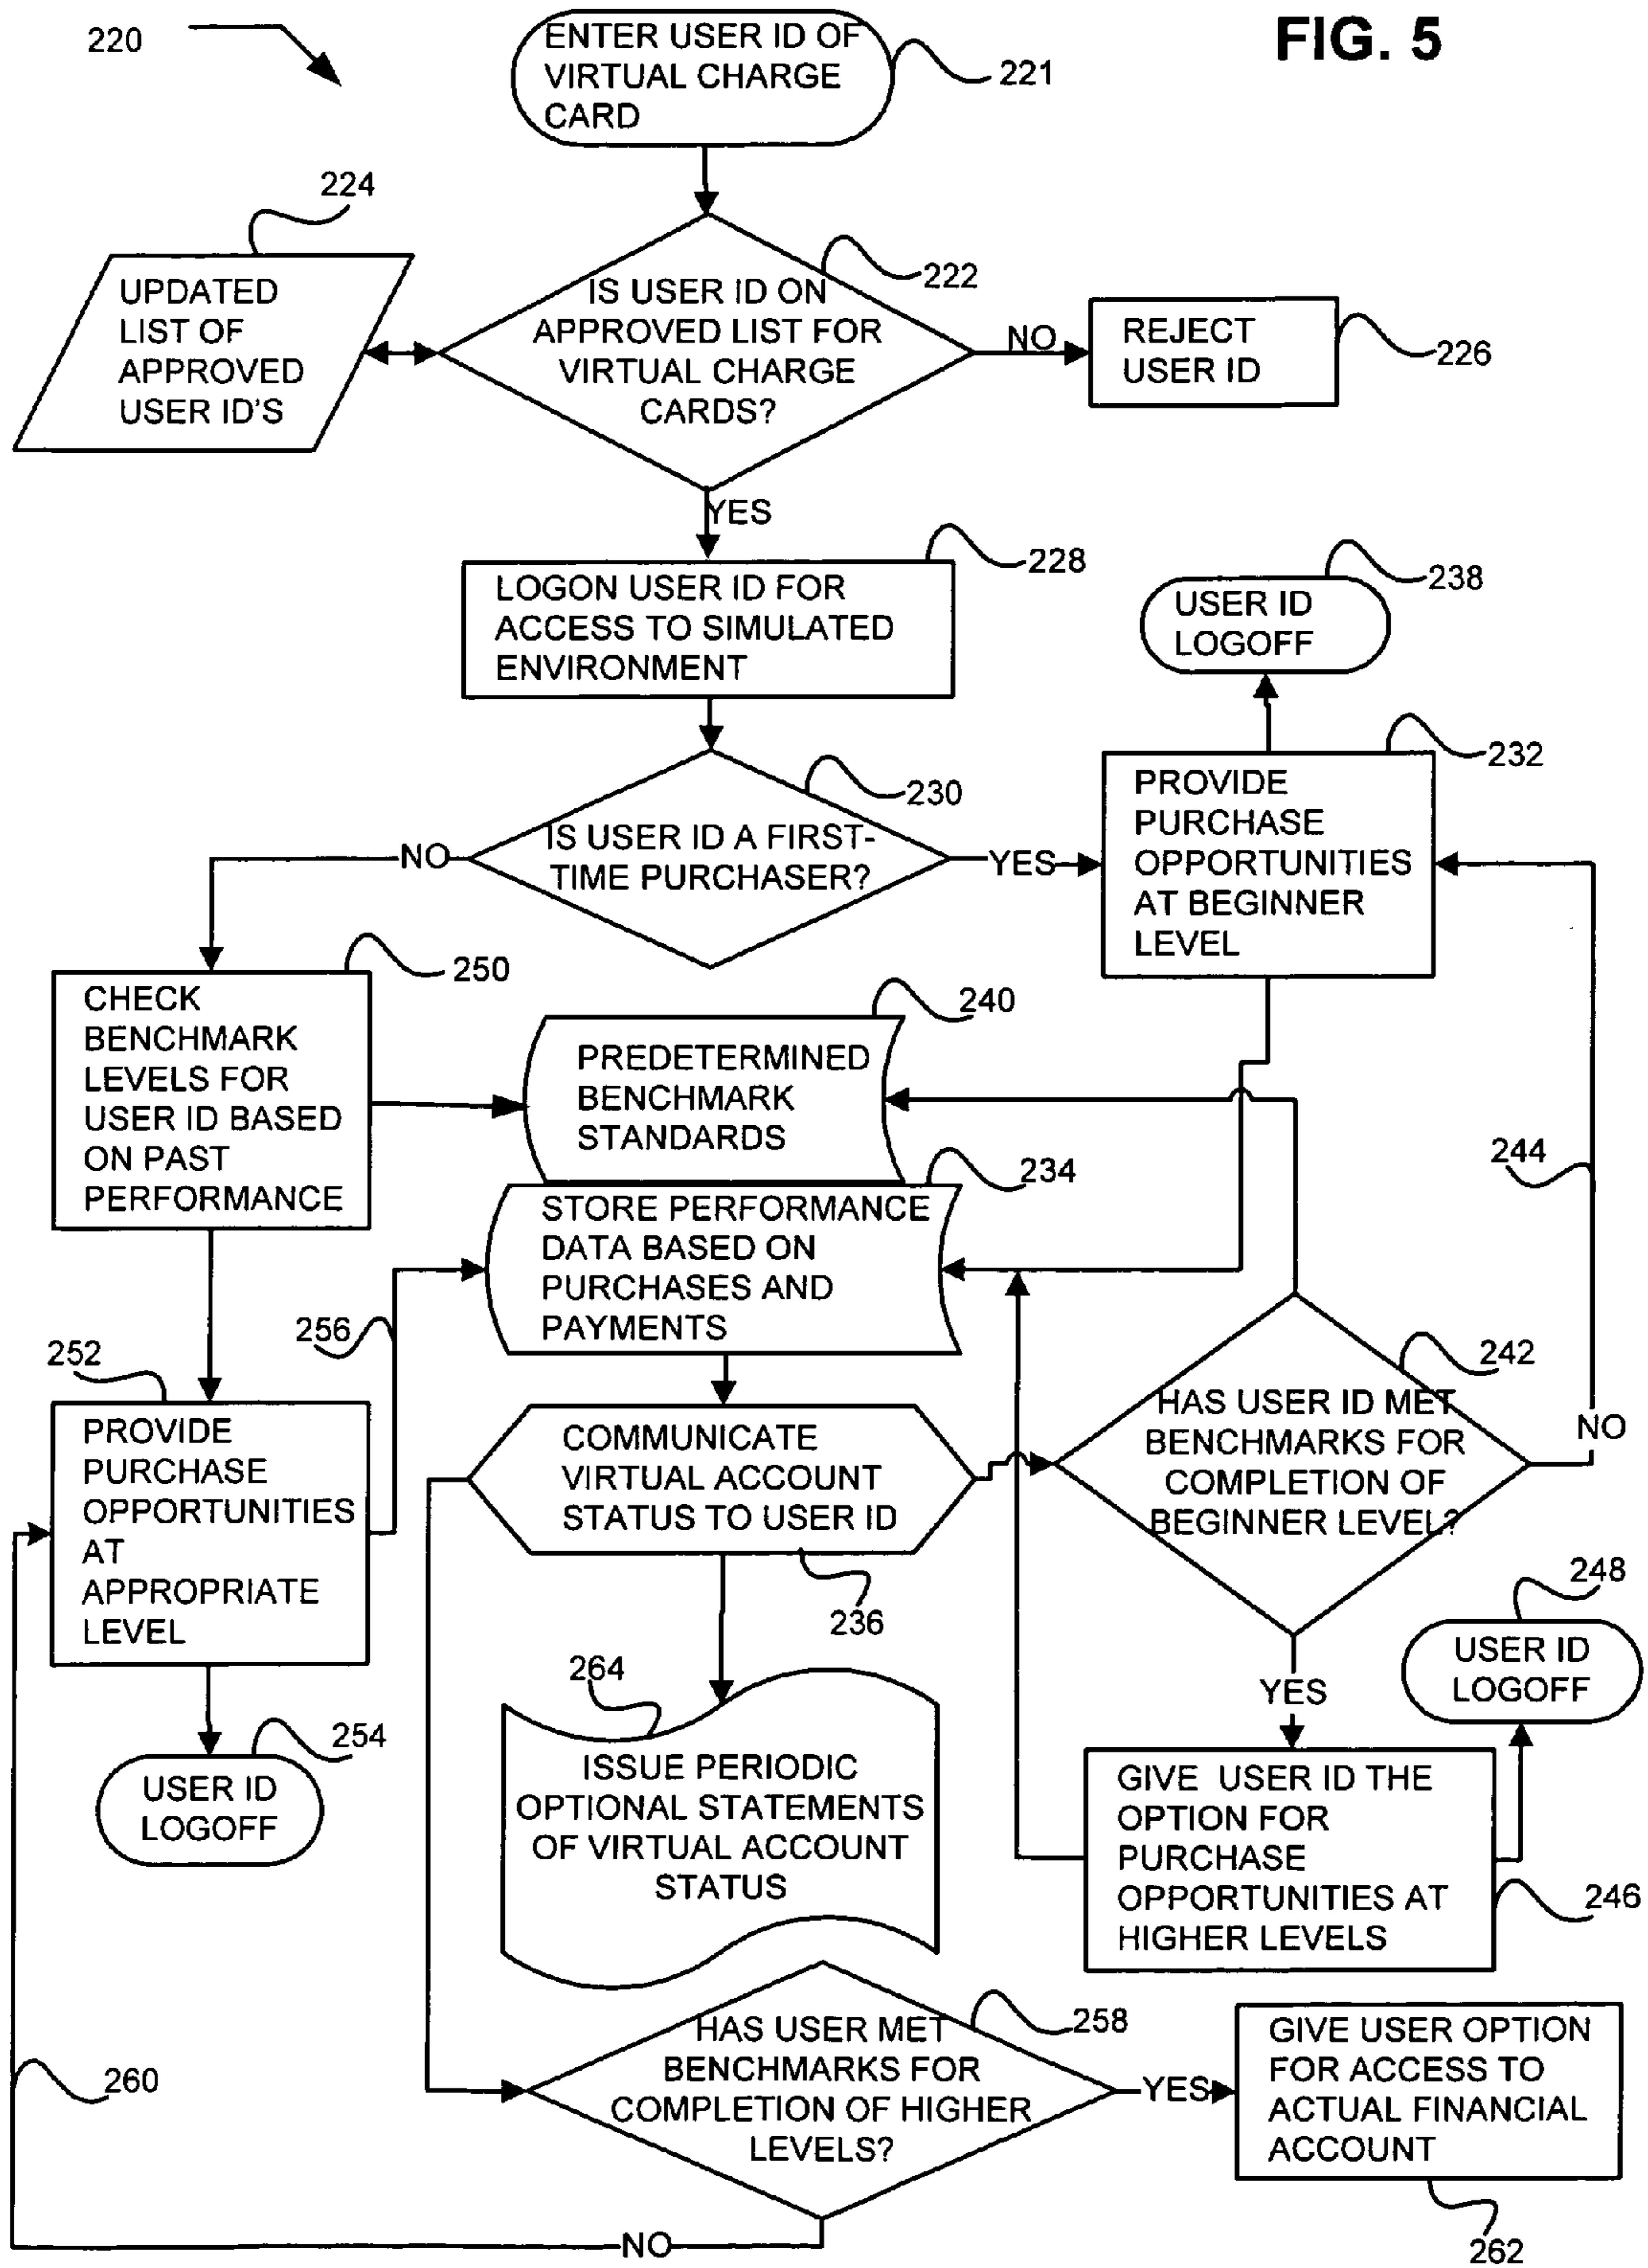 FIG. 5
220
ENTER USER ID OF
VIRTUAL CHARGE
CARD
221
224
UPDATED
LIST OF
APPROVED
USER ID'S
222
IS USER ID ON
APPROVED LIST FOR
VIRTUAL CHARGE
CARDS?
NO
REJECT
USER ID
226
YES
228
LOGON USER ID FOR
ACCESS TO SIMULATED
ENVIRONMENT
238
USER ID
LOGOFF
230
IS USER ID A FIRST-
TIME PURCHASER?
NO
YES
232
PROVIDE
PURCHASE
OPPORTUNITIES
AT BEGINNER
LEVEL
250
CHECK
BENCHMARK
LEVELS FOR
USER ID BASED
ON PAST
PERFORMANCE
240
PREDETERMINED
BENCHMARK
STANDARDS
234
STORE PERFORMANCE
DATA BASED ON
PURCHASES AND
PAYMENTS
244
256
252
PROVIDE
PURCHASE
OPPORTUNITIES
AT
APPROPRIATE
LEVEL
COMMUNICATE
VIRTUAL ACCOUNT
STATUS TO USER ID
236
242
HAS USER ID MET
BENCHMARKS FOR
COMPLETION OF
BEGINNER LEVEL?
NO
YES
248
USER ID
LOGOFF
254
USER ID
LOGOFF
264
ISSUE PERIODIC
OPTIONAL STATEMENTS
OF VIRTUAL ACCOUNT
STATUS
GIVE USER ID THE
OPTION FOR
PURCHASE
OPPORTUNITIES AT
HIGHER LEVELS
246
258
HAS USER MET
BENCHMARKS FOR
COMPLETION OF HIGHER
LEVELS?
YES
GIVE USER OPTION
FOR ACCESS TO
ACTUAL FINANCIAL
ACCOUNT
262
260
NO